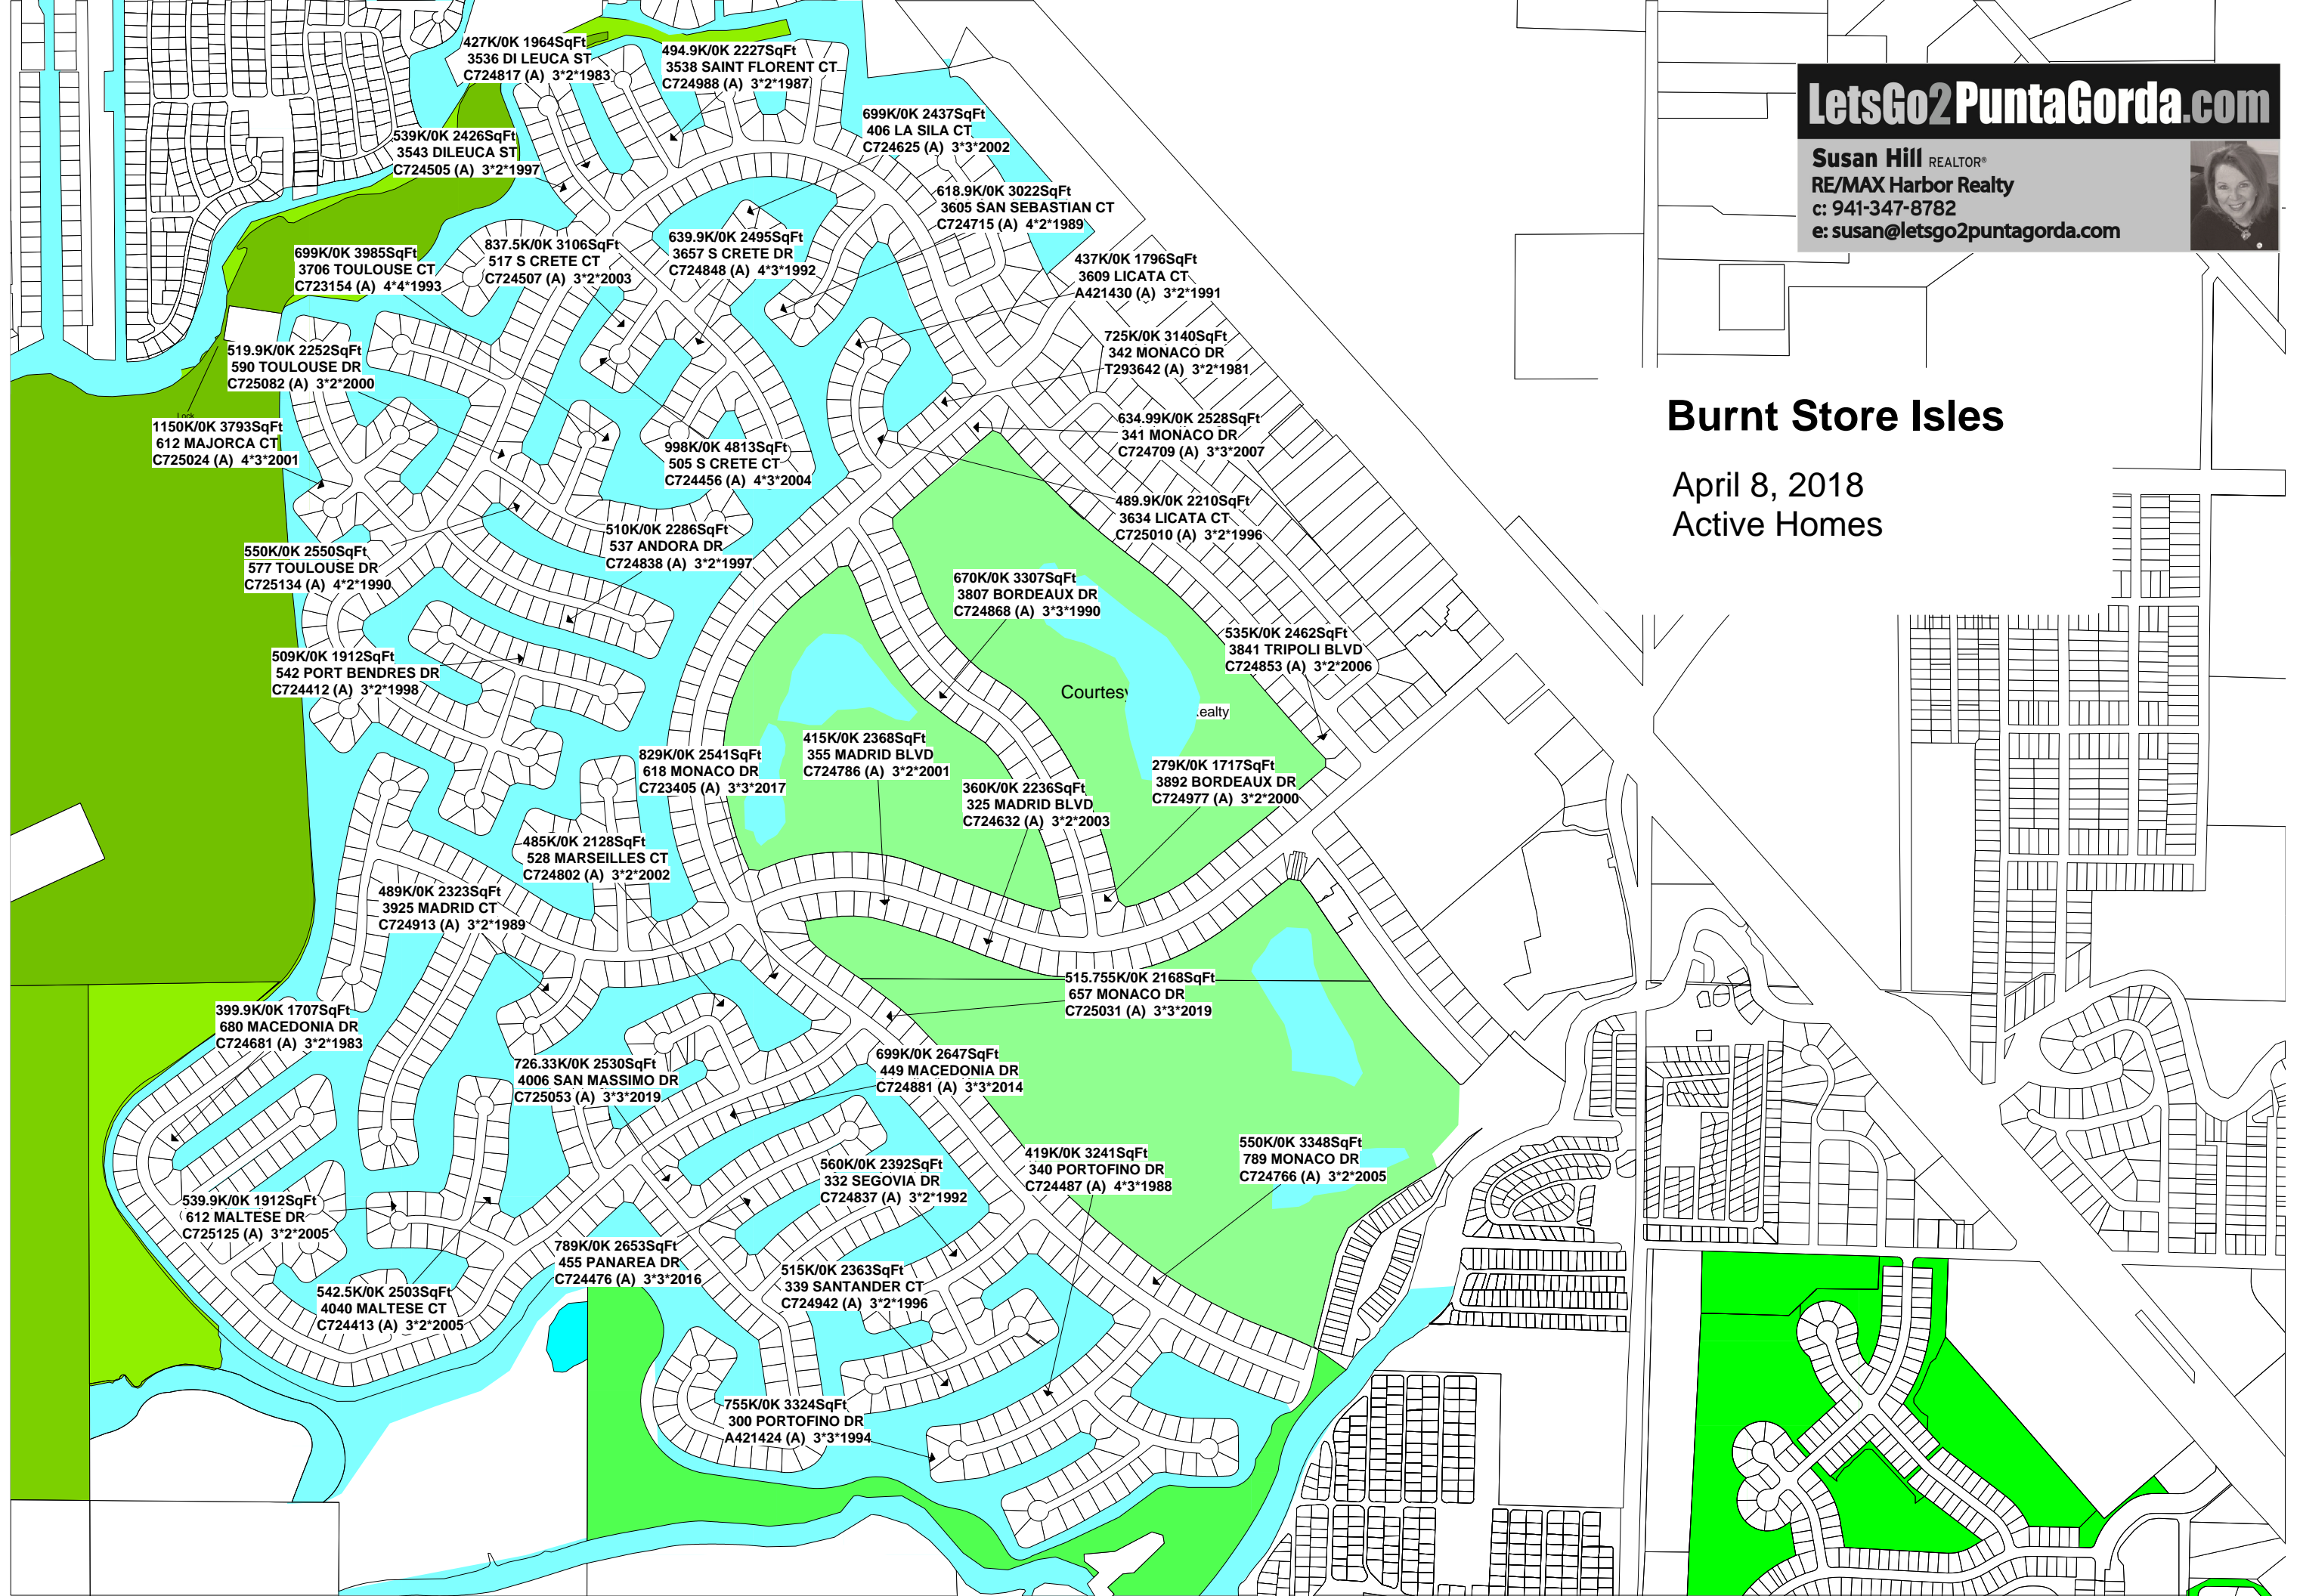 427K/0K 1964SqFt
3536 DI LEUCA ST
C724817 (A) 3*2*1983
494.9K/0K 2227SqFt
3538 SAINT FLORENT CT
C724988 (A) 3*2*1987
LetsGo2PuntaGorda.com
Susan Hill REALTOR®
RE/MAX Harbor Realty
c: 941-347-8782
e: susan@letsgo2puntagorda.com
539K/0K 2426SqFt
3543 DILEUCA ST
C724505 (A) 3*2*1997
699K/0K 2437SqFt
406 LA SILA CT
C724625 (A) 3*3*2002
618.9K/0K 3022SqFt
3605 SAN SEBASTIAN CT
C724715 (A) 4*2*1989
699K/0K 3985SqFt
3706 TOULOUSE CT
C723154 (A) 4*4*1993
837.5K/0K 3106SqFt
517 S CRETE CT
C724507 (A) 3*2*2003
639.9K/0K 2495SqFt
3657 S CRETE DR
C724848 (A) 4*3*1992
437K/0K 1796SqFt
3609 LICATA CT
A421430 (A) 3*2*1991
519.9K/0K 2252SqFt
590 TOULOUSE DR
C725082 (A) 3*2*2000
725K/0K 3140SqFt
342 MONACO DR
T293642 (A) 3*2*1981
Burnt Store Isles
April 8, 2018
Active Homes
Lock
1150K/0K 3793SqFt
612 MAJORCA CT
C725024 (A) 4*3*2001
998K/0K 4813SqFt
505 S CRETE CT
C724456 (A) 4*3*2004
634.99K/0K 2528SqFt
341 MONACO DR
C724709 (A) 3*3*2007
489.9K/0K 2210SqFt
3634 LICATA CT
C725010 (A) 3*2*1996
550K/0K 2550SqFt
577 TOULOUSE DR
C725134 (A) 4*2*1990
510K/0K 2286SqFt
537 ANDORA DR
C724838 (A) 3*2*1997
670K/0K 3307SqFt
3807 BORDEAUX DR
C724868 (A) 3*3*1990
535K/0K 2462SqFt
3841 TRIPOLI BLVD
C724853 (A) 3*2*2006
509K/0K 1912SqFt
542 PORT BENDRES DR
C724412 (A) 3*2*1998
Courtesy
ealty
829K/0K 2541SqFt
618 MONACO DR
C723405 (A) 3*3*2017
415K/0K 2368SqFt
355 MADRID BLVD
C724786 (A) 3*2*2001
360K/0K 2236SqFt
325 MADRID BLVD
C724632 (A) 3*2*2003
279K/0K 1717SqFt
3892 BORDEAUX DR
C724977 (A) 3*2*2000
485K/0K 2128SqFt
528 MARSEILLES CT
C724802 (A) 3*2*2002
489K/0K 2323SqFt
3925 MADRID CT
C724913 (A) 3*2*1989
515.755K/0K 2168SqFt
657 MONACO DR
C725031 (A) 3*3*2019
399.9K/0K 1707SqFt
680 MACEDONIA DR
C724681 (A) 3*2*1983
726.33K/0K 2530SqFt
4006 SAN MASSIMO DR
C725053 (A) 3*3*2019
699K/0K 2647SqFt
449 MACEDONIA DR
C724881 (A) 3*3*2014
560K/0K 2392SqFt
332 SEGOVIA DR
C724837 (A) 3*2*1992
419K/0K 3241SqFt
340 PORTOFINO DR
C724487 (A) 4*3*1988
550K/0K 3348SqFt
789 MONACO DR
C724766 (A) 3*2*2005
539.9K/0K 1912SqFt
612 MALTESE DR
C725125 (A) 3*2*2005
789K/0K 2653SqFt
455 PANAREA DR
C724476 (A) 3*3*2016
515K/0K 2363SqFt
339 SANTANDER CT
C724942 (A) 3*2*1996
542.5K/0K 2503SqFt
4040 MALTESE CT
C724413 (A) 3*2*2005
755K/0K 3324SqFt
300 PORTOFINO DR
A421424 (A) 3*3*1994